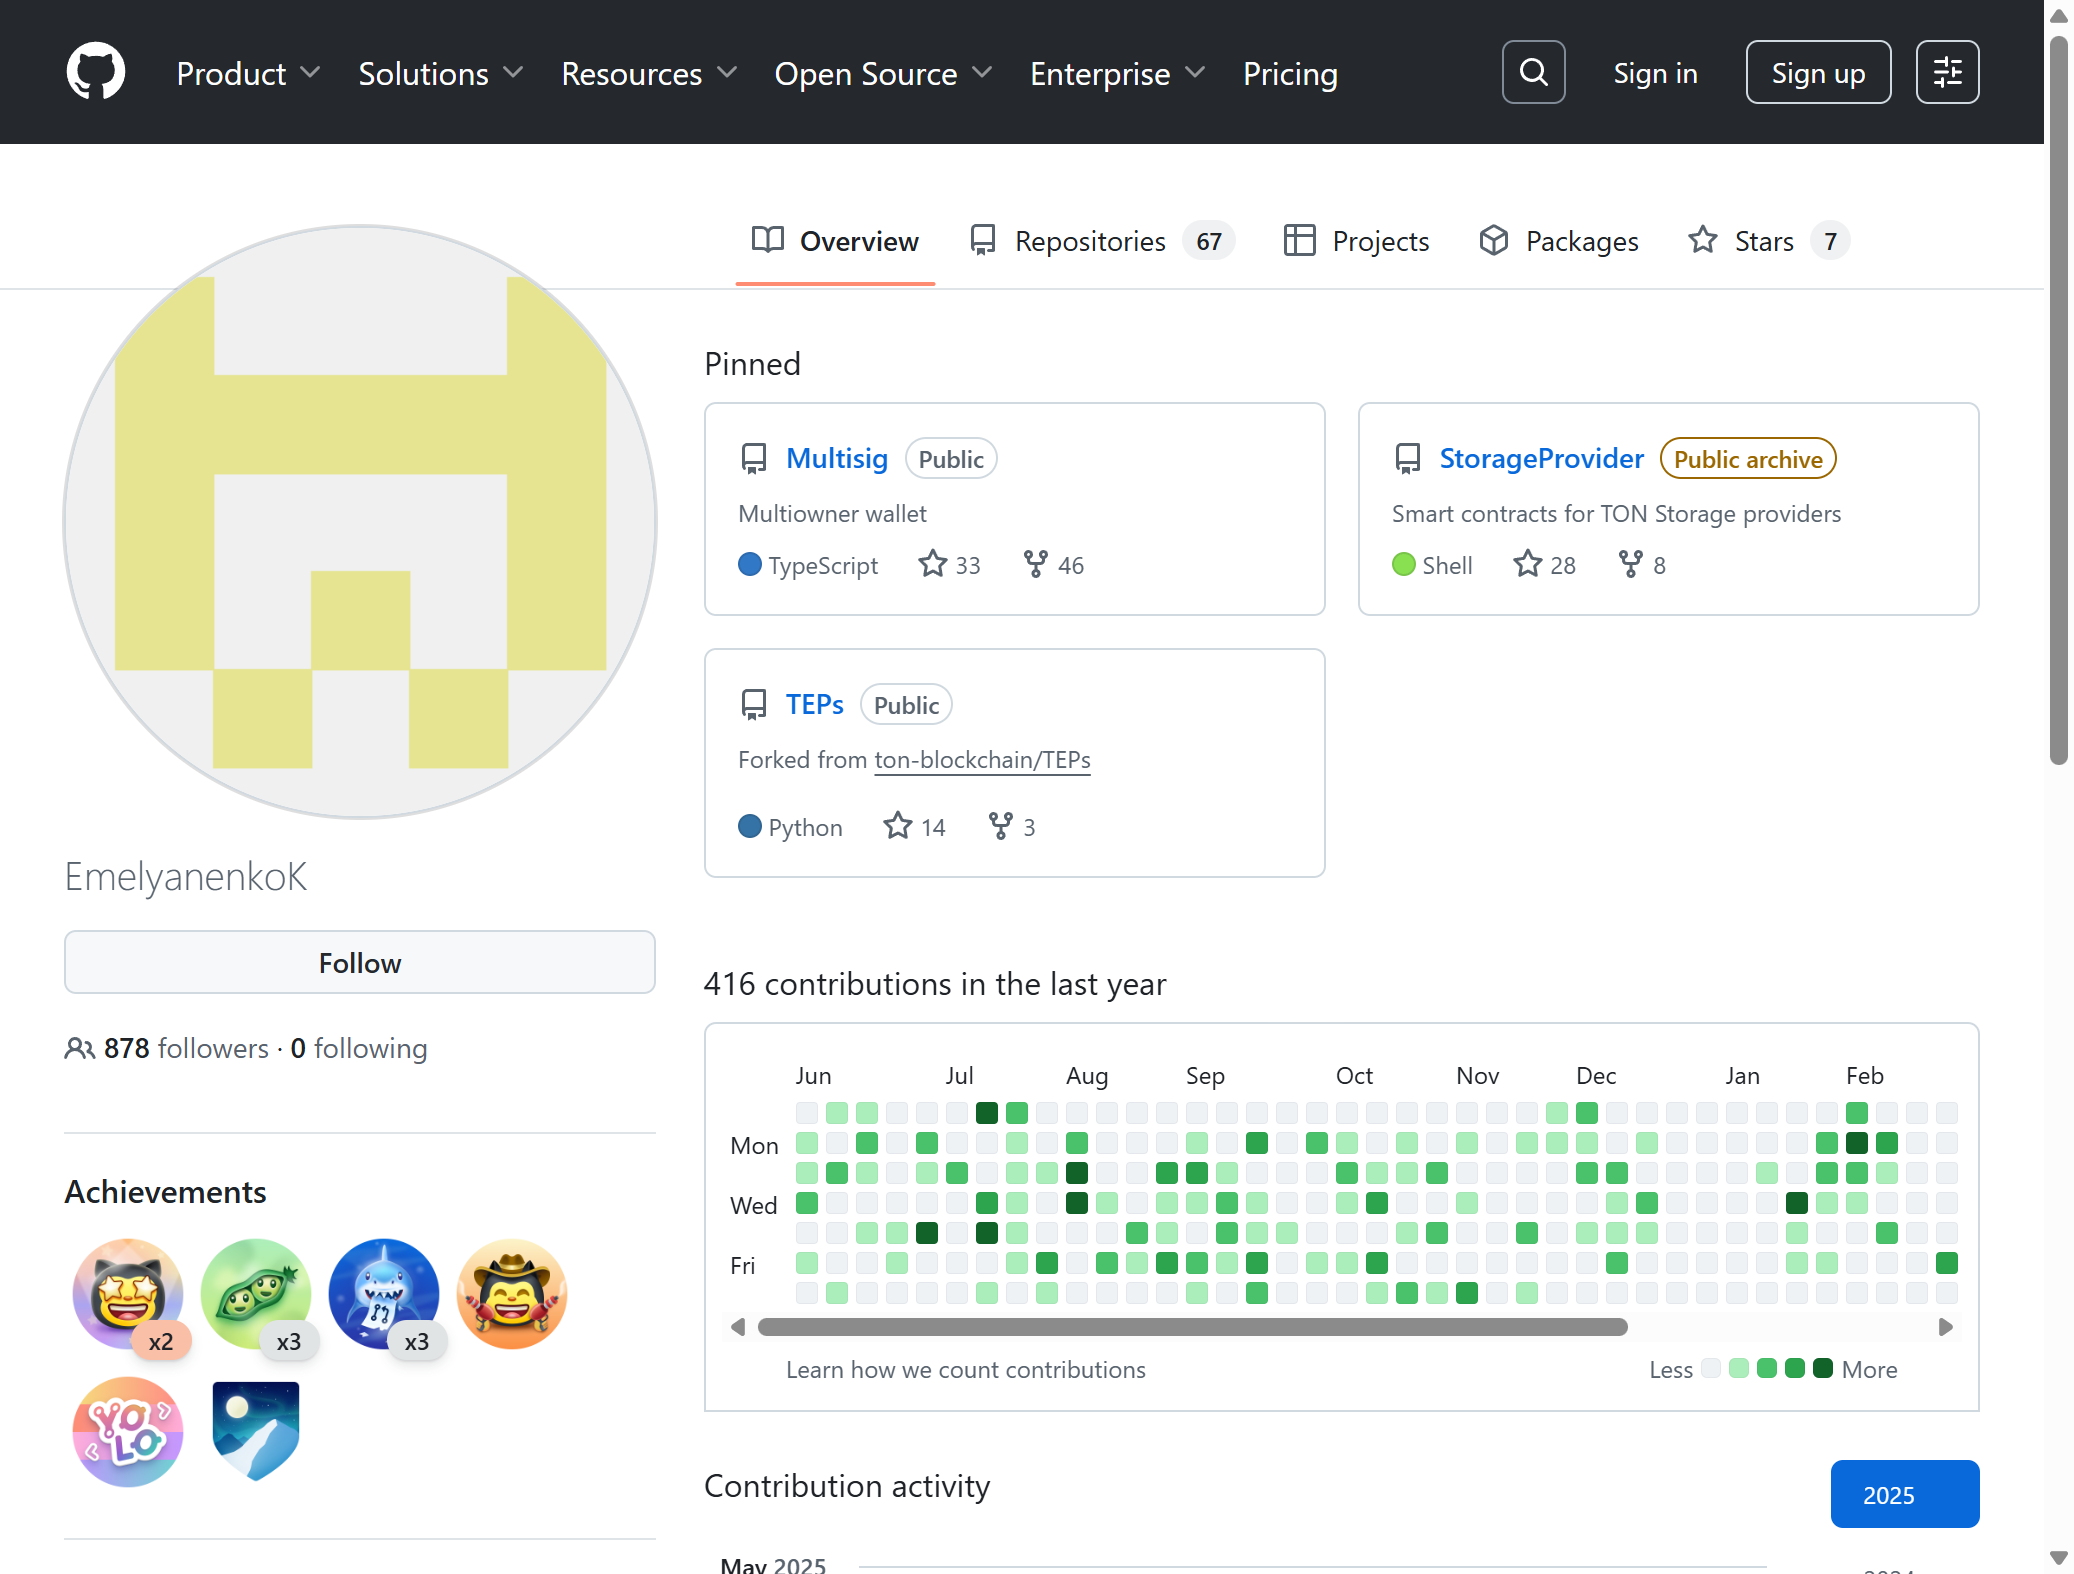 Product Solutions Resources Open Source Enterprise Pricing Sign in Sign up
Overview Repositories 67 Projects Packages Stars 7
EmelyanenkoK
Follow
878 followers · 0 following
Achievements
x2 x3 x3
YOLO
Pinned
Multisig Public
Multiowner wallet
TypeScript 33 46
StorageProvider Public archive
Smart contracts for TON Storage providers
Shell 28 8
TEPs Public
Forked from ton-blockchain/TEPs
Python 14 3
416 contributions in the last year
Jun Jul Aug Sep Oct Nov Dec Jan Feb
Mon
Wed
Fri
Learn how we count contributions
Less More
Contribution activity
2025
May 2025